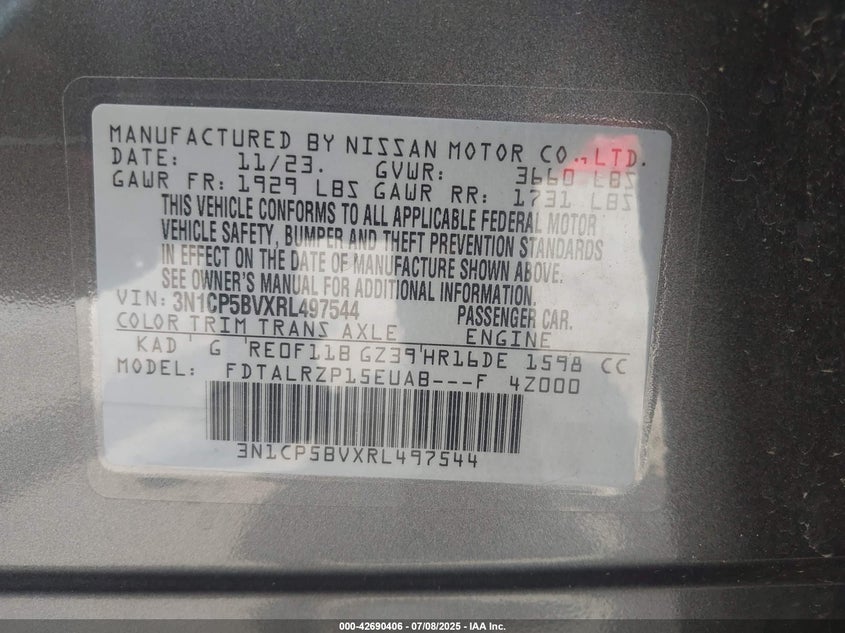 MANUFACTURED BY NISSAN MOTOR CO., LTD.
DATE: 11/23. GVWR: 3660 LBS
GAWR FR: 1929 LBS GAWR RR: 1731 LBS
THIS VEHICLE CONFORMS TO ALL APPLICABLE FEDERAL MOTOR
VEHICLE SAFETY, BUMPER AND THEFT PREVENTION STANDARDS
IN EFFECT ON THE DATE OF MANUFACTURE SHOWN ABOVE.
SEE OWNER'S MANUAL FOR ADDITIONAL INFORMATION.
VIN: 3N1CP5BVXRL497544 PASSENGER CAR.
COLOR TRIM TRANS AXLE ENGINE
KAD G RE0F11B GZ39 HR16DE 1598 CC
MODEL: FDTALRZP15EUAB---F 4Z000
3N1CP5BVXRL497544
000-42690406 - 07/08/2025 - IAA Inc.